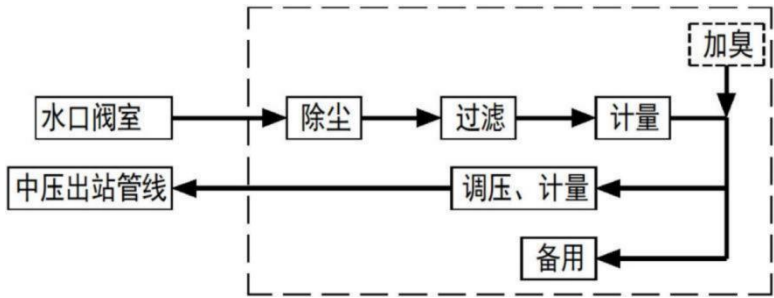 加臭
水口阀室
除尘
过滤
计量
中压出站管线
调压、计量
备用